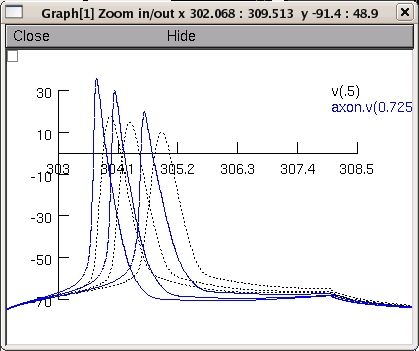 Graph[1] Zoom in/out x 302.068 : 309.513 y -91.4 : 48.9
Close Hide
30
v(.5)
axon.v(0.725
10
303 304.1 305.2 306.3 307.4 308.5
-10
-30
-50
-70